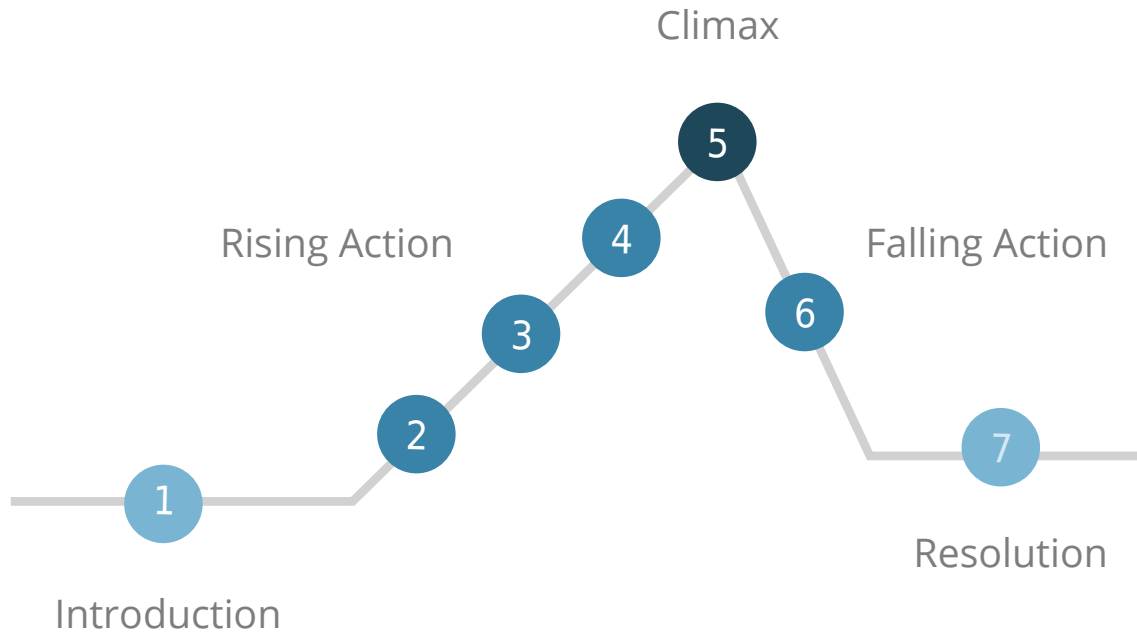 Climax
5
4
Rising Action
Falling Action
6
3
2
7
1
Resolution
Introduction